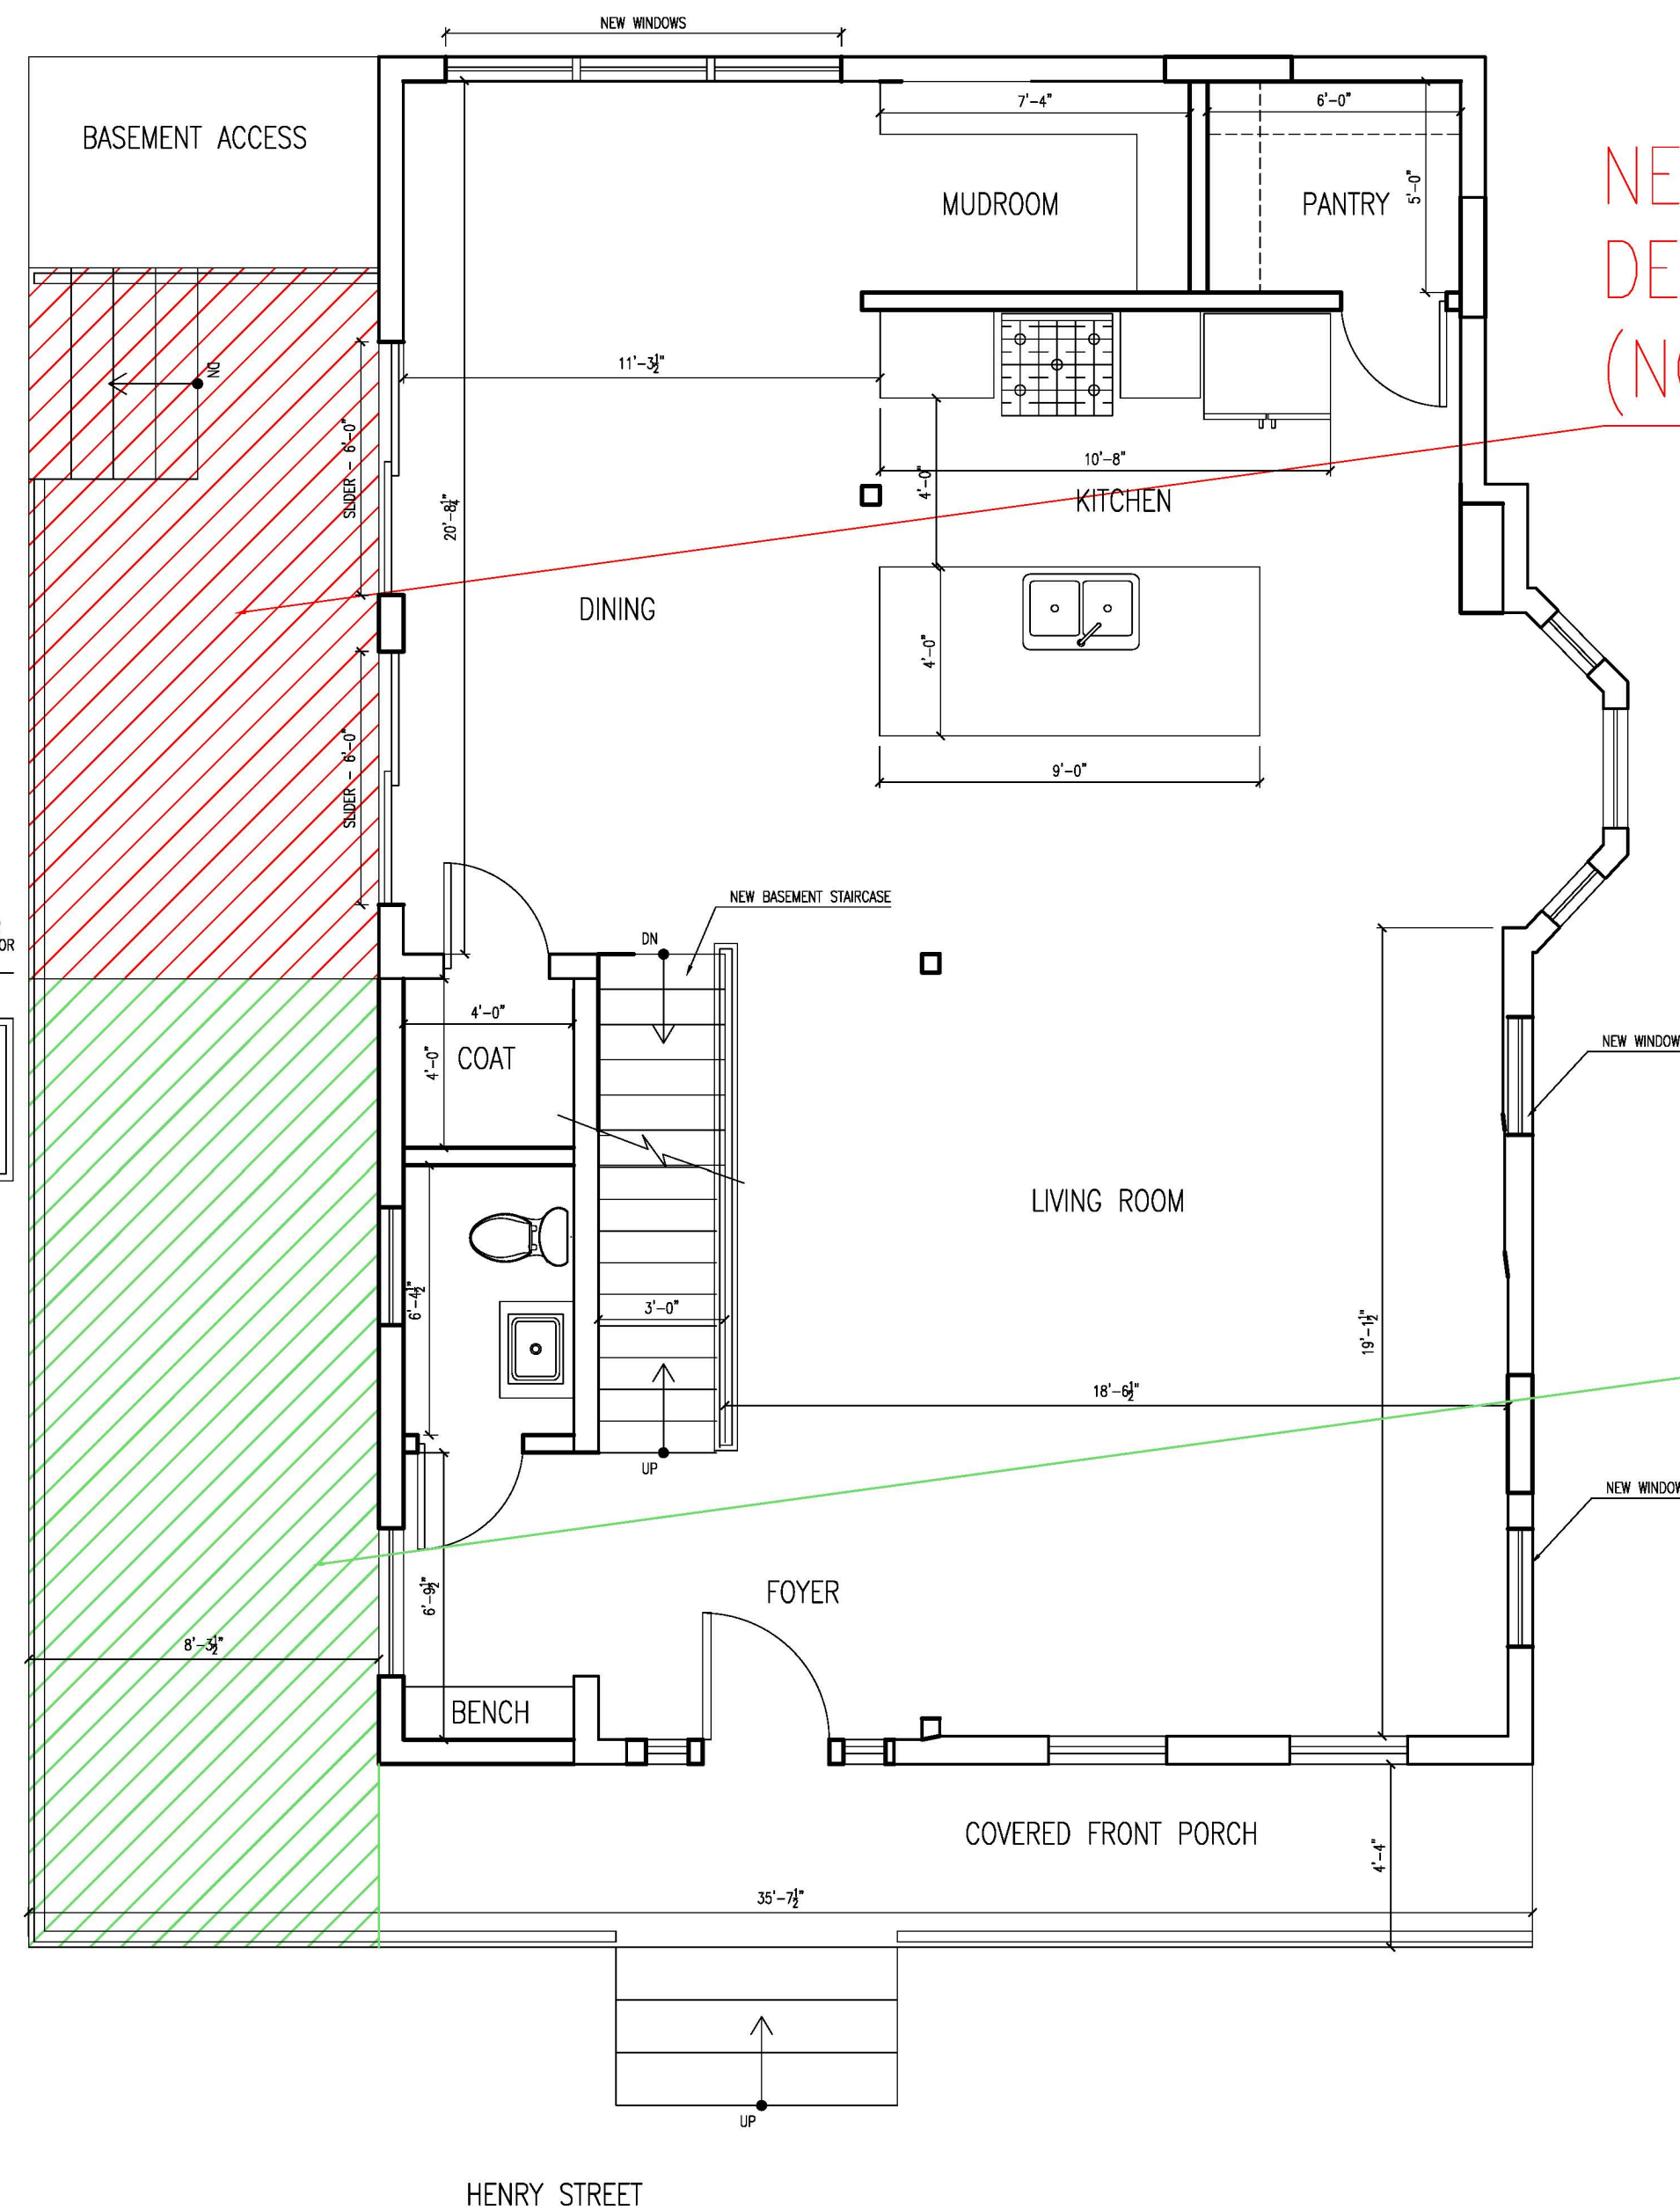 NEW WINDOWS
BASEMENT ACCESS
7'-4"
6'-0"
5'-0"
MUDROOM
PANTRY
NE
DE
(N
DN
11'-3½"
SLIDER - 6'-0"
20'-8¼"
10'-8"
4'-0"
KITCHEN
DINING
4'-0"
SLIDER - 6'-0"
9'-0"
NEW BASEMENT STAIRCASE
OR
DN
4'-0"
4'-0"
COAT
NEW WINDOW
LIVING ROOM
6'-4½"
3'-0"
19'-1½"
18'-6½"
UP
NEW WINDOW
6'-9½"
FOYER
8'-3½"
BENCH
COVERED FRONT PORCH
4'-4"
35'-7½"
UP
HENRY STREET